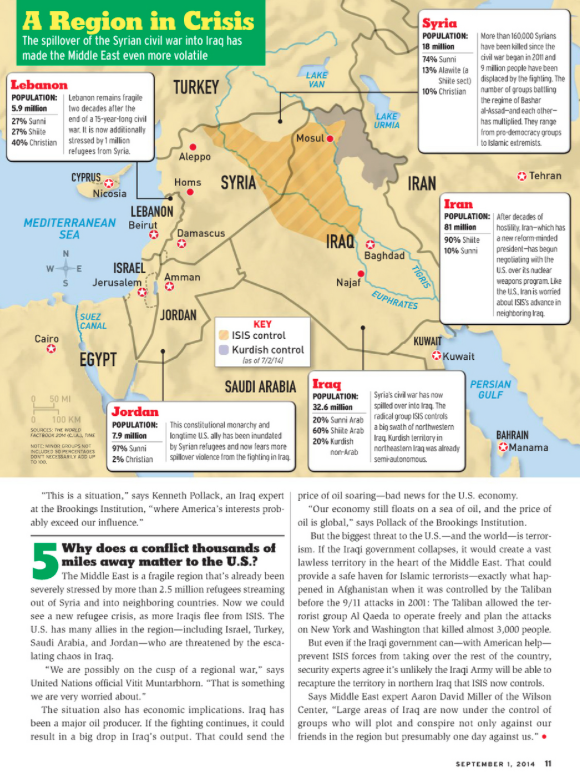 A Region in Crisis
The spillover of the Syrian civil war into Iraq has
made the Middle East even more volatile
Syria
POPULATION:
18 million
74% Sunni
13% Alawite (a
Shiite sect)
10% Christian
More than 160,000 Syrians
have been killed since the
civil war began in 2011 and
9 million people have been
displaced by the fighting. The
number of groups battling
the regime of Bashar
al-Assad—and each other—
has multiplied. They range
from pro-democracy groups
to Islamic extremists.
Lebanon
POPULATION:
5.9 million
27% Sunni
27% Shiite
40% Christian
Lebanon remains fragile
two decades after the
end of a 15-year-long civil
war. It is now additionally
stressed by 1 million
refugees from Syria.
TURKEY
LAKE
VAN
LAKE
URMIA
Mosul
Aleppo
CYPRUS
Nicosia
Homs
SYRIA
IRAN
Tehran
LEBANON
Beirut
MEDITERRANEAN
SEA
Damascus
IRAQ
Baghdad
Iran
POPULATION:
81 million
90% Shiite
10% Sunni
After decades of
hostility, Iran—which has
a new reform-minded
president—has begun
negotiating with the
U.S. over its nuclear
weapons program. Like
the U.S., Iran is worried
about ISIS's advance in
neighboring Iraq.
N
W
E
S
ISRAEL
Jerusalem
Amman
Najaf
TIGRIS
EUPHRATES
SUEZ
CANAL
JORDAN
Cairo
EGYPT
KEY
ISIS control
Kurdish control
(as of 7/2/14)
KUWAIT
Kuwait
SAUDI ARABIA
PERSIAN
GULF
BAHRAIN
Manama
0 50 MI
0 100 KM
SOURCES: THE WORLD
FACTBOOK 2014 (C.I.A.), TIME
NOTE: MINOR GROUPS NOT
INCLUDED SO PERCENTAGES
DON'T NECESSARILY ADD UP
TO 100.
Jordan
POPULATION:
7.9 million
97% Sunni
2% Christian
This constitutional monarchy and
longtime U.S. ally has been inundated
by Syrian refugees and now fears more
spillover violence from the fighting in Iraq.
Iraq
POPULATION:
32.6 million
20% Sunni Arab
60% Shiite Arab
20% Kurdish
non-Arab
Syria's civil war has now
spilled over into Iraq. The
radical group ISIS controls
a big swath of northwestern
Iraq. Kurdish territory in
northeastern Iraq was already
semi-autonomous.
"This is a situation," says Kenneth Pollack, an Iraq expert
at the Brookings Institution, "where America's interests prob-
ably exceed our influence."
5 Why does a conflict thousands of
miles away matter to the U.S.?
The Middle East is a fragile region that's already been
severely stressed by more than 2.5 million refugees streaming
out of Syria and into neighboring countries. Now we could
see a new refugee crisis, as more Iraqis flee from ISIS. The
U.S. has many allies in the region—including Israel, Turkey,
Saudi Arabia, and Jordan—who are threatened by the esca-
lating chaos in Iraq.
"We are possibly on the cusp of a regional war," says
United Nations official Vitit Muntarbhorn. "That is something
we are very worried about."
The situation also has economic implications. Iraq has
been a major oil producer. If the fighting continues, it could
result in a big drop in Iraq's output. That could send the
price of oil soaring—bad news for the U.S. economy.
"Our economy still floats on a sea of oil, and the price of
oil is global," says Pollack of the Brookings Institution.
But the biggest threat to the U.S.—and the world—is terror-
ism. If the Iraqi government collapses, it would create a vast
lawless territory in the heart of the Middle East. That could
provide a safe haven for Islamic terrorists—exactly what hap-
pened in Afghanistan when it was controlled by the Taliban
before the 9/11 attacks in 2001: The Taliban allowed the ter-
rorist group Al Qaeda to operate freely and plan the attacks
on New York and Washington that killed almost 3,000 people.
But even if the Iraqi government can—with American help—
prevent ISIS forces from taking over the rest of the country,
security experts agree it's unlikely the Iraqi Army will be able to
recapture the territory in northern Iraq that ISIS now controls.
Says Middle East expert Aaron David Miller of the Wilson
Center, "Large areas of Iraq are now under the control of
groups who will plot and conspire not only against our
friends in the region but presumably one day against us." •
SEPTEMBER 1, 2014 11